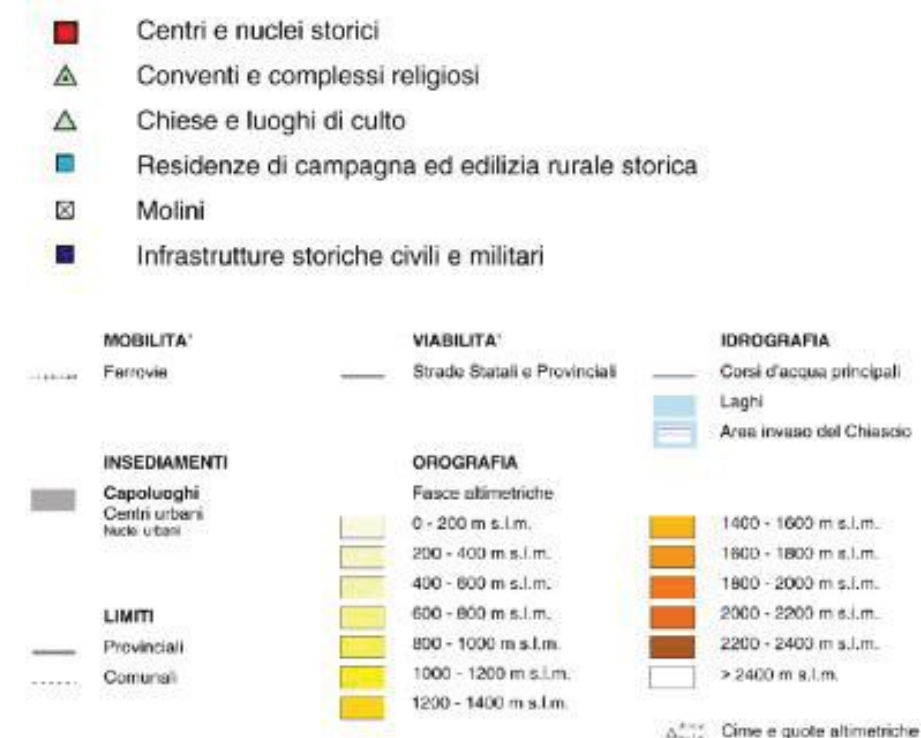 Centri e nuclei storici
Conventi e complessi religiosi
Chiese e luoghi di culto
Residenze di campagna ed edilizia rurale storica
Molini
Infrastrutture storiche civili e militari
MOBILITA'
Ferrovie
VIABILITA'
Strade Statali e Provinciali
IDROGRAFIA
Corsi d'acqua principali
Laghi
Area invaso del Chiascio
INSEDIAMENTI
Capoluoghi
Centri urbani
Nuclei urbani
LIMITI
Provinciali
Comunali
OROGRAFIA
Fasce altimetriche
0 - 200 m s.l.m.
200 - 400 m s.l.m.
400 - 600 m s.l.m.
600 - 800 m s.l.m.
800 - 1000 m s.l.m.
1000 - 1200 m s.l.m.
1200 - 1400 m s.l.m.
1400 - 1600 m s.l.m.
1600 - 1800 m s.l.m.
1800 - 2000 m s.l.m.
2000 - 2200 m s.l.m.
2200 - 2400 m s.l.m.
> 2400 m s.l.m.
Cime e quote altimetriche